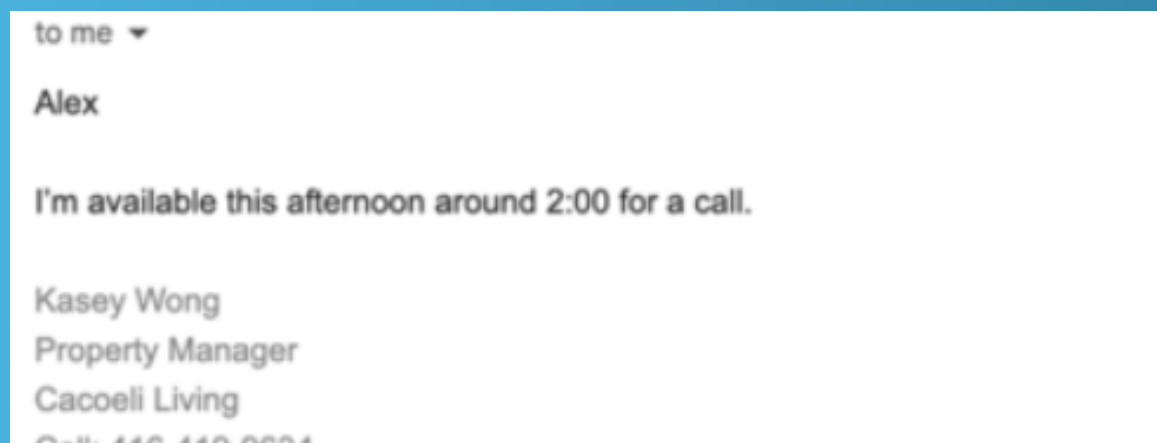 to me
Alex
I'm available this afternoon around 2:00 for a call.
Kasey Wong
Property Manager
Cacoeli Living